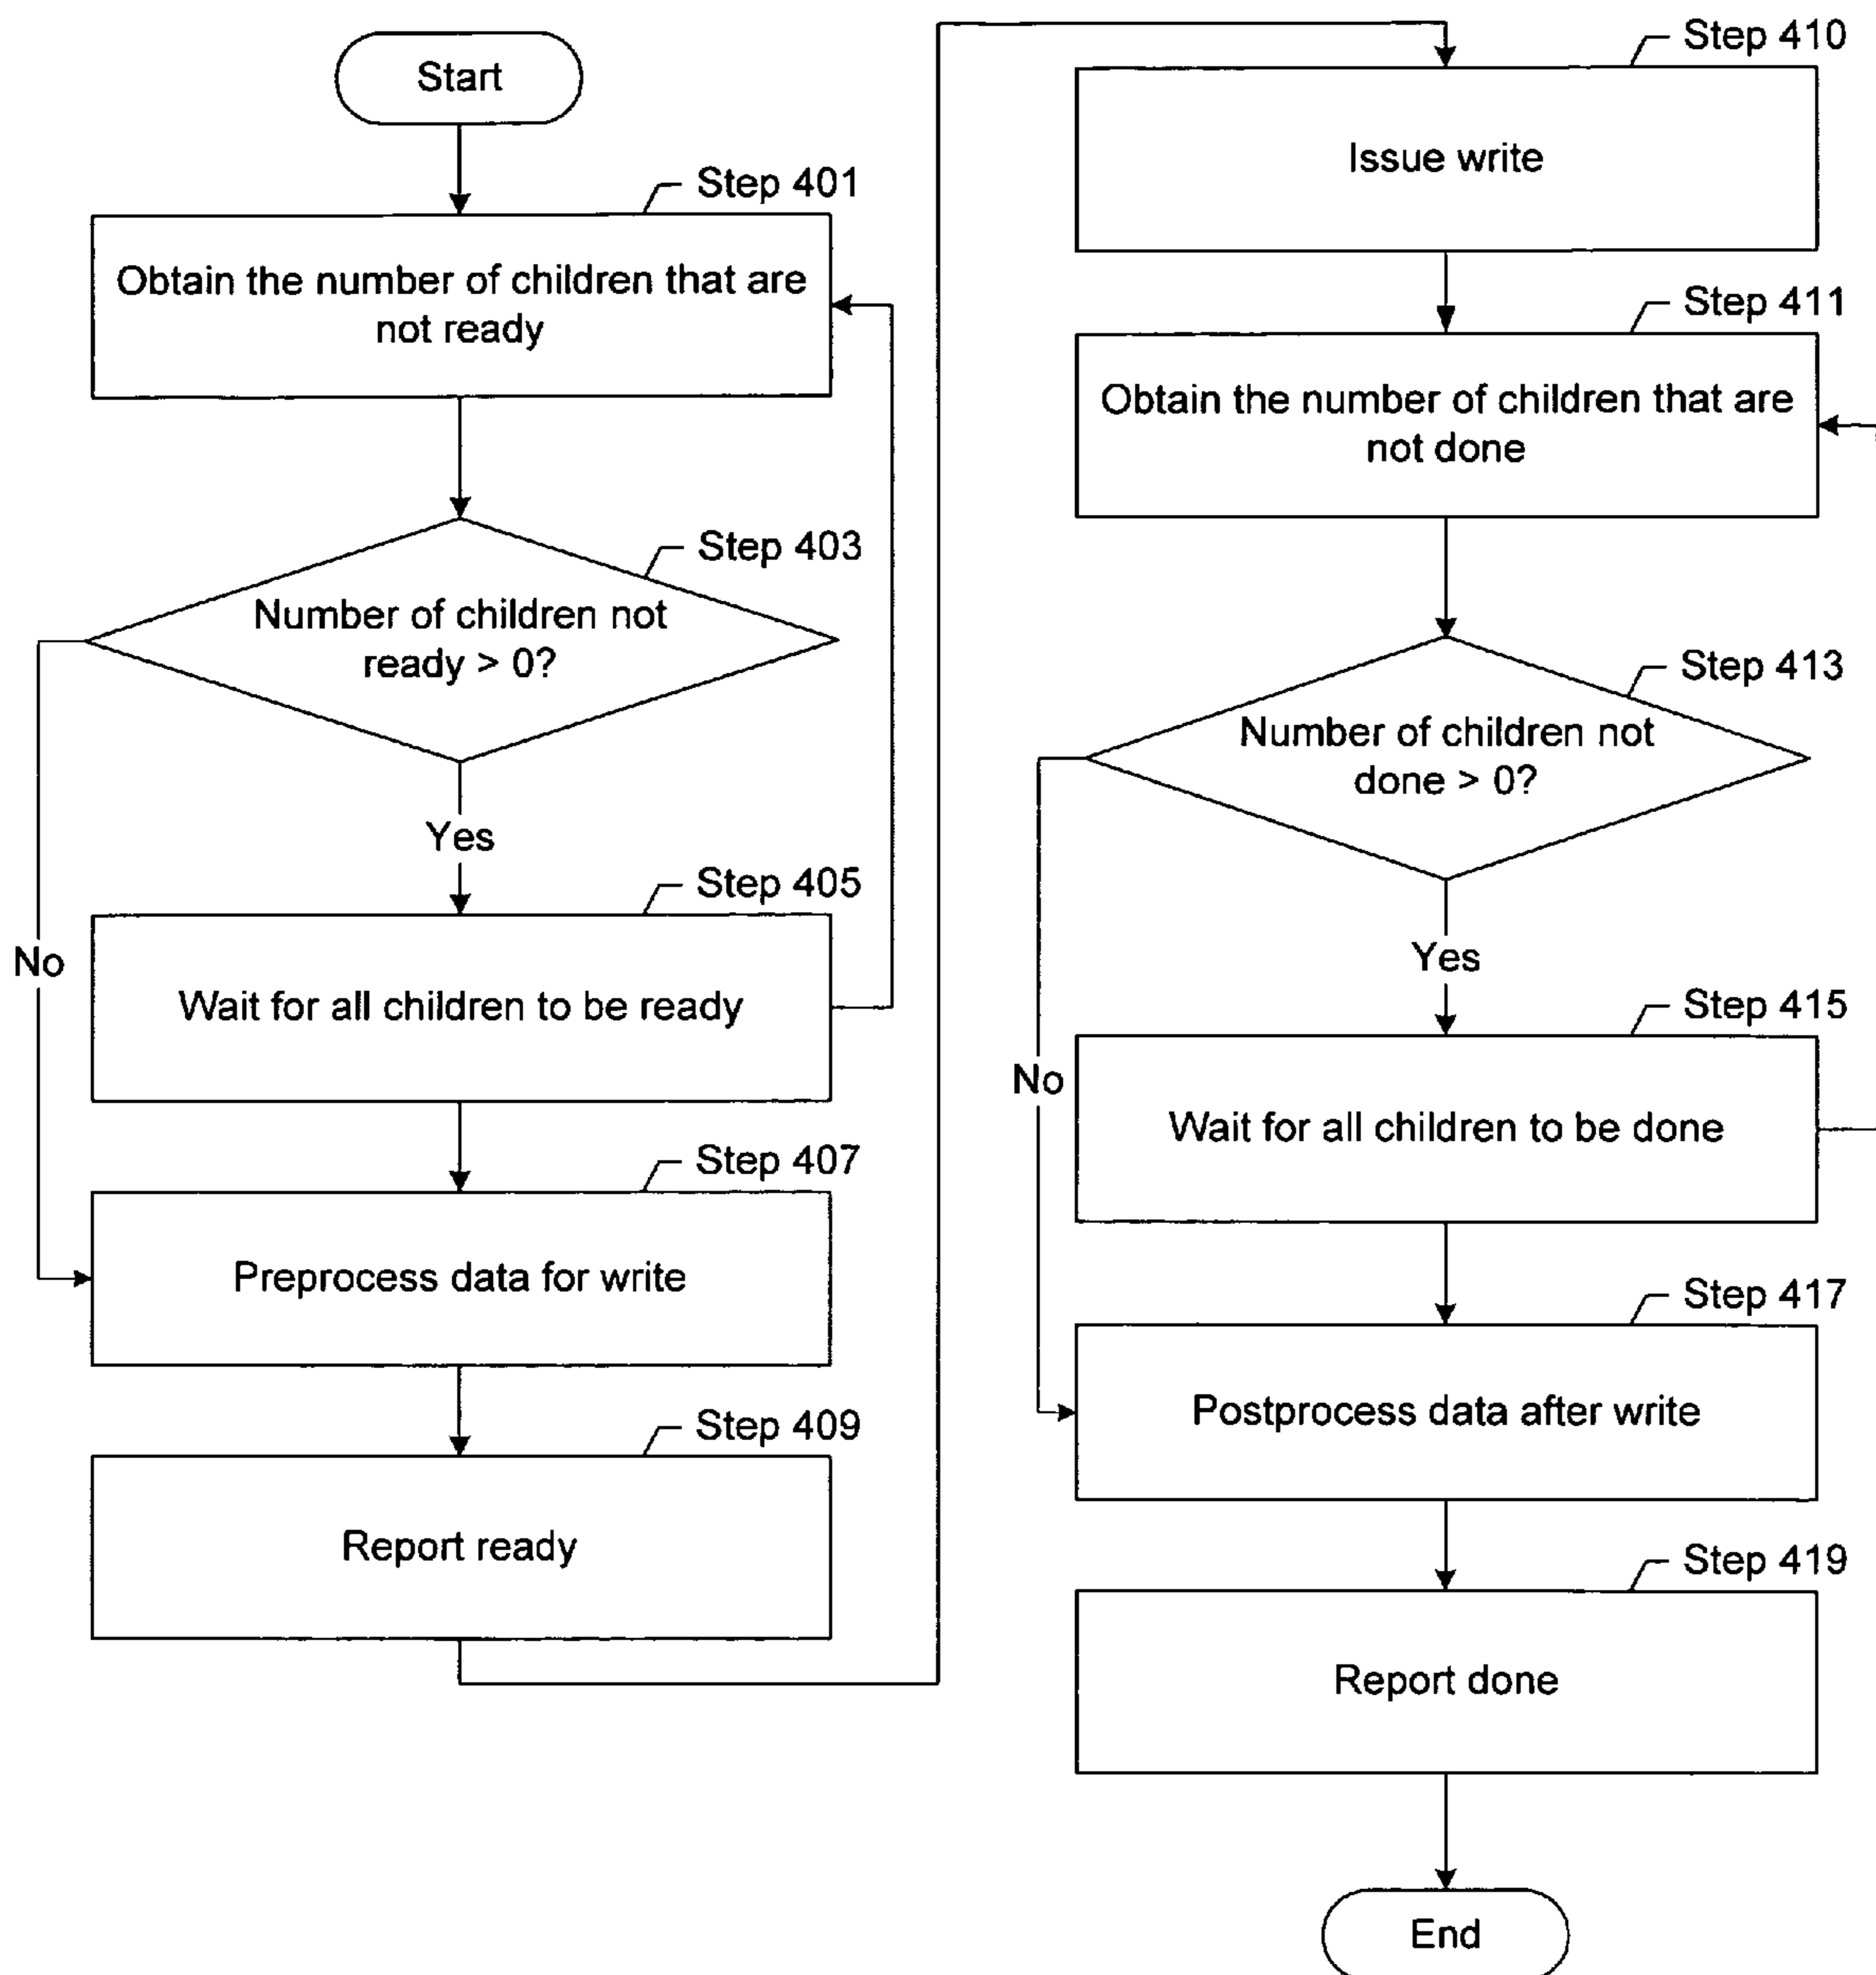 Start
Step 401
Obtain the number of children that are
not ready
Step 403
Number of children not
ready > 0?
Yes
No
Step 405
Wait for all children to be ready
Step 407
Preprocess data for write
Step 409
Report ready
Step 410
Issue write
Step 411
Obtain the number of children that are
not done
Step 413
Number of children not
done > 0?
Yes
No
Step 415
Wait for all children to be done
Step 417
Postprocess data after write
Step 419
Report done
End